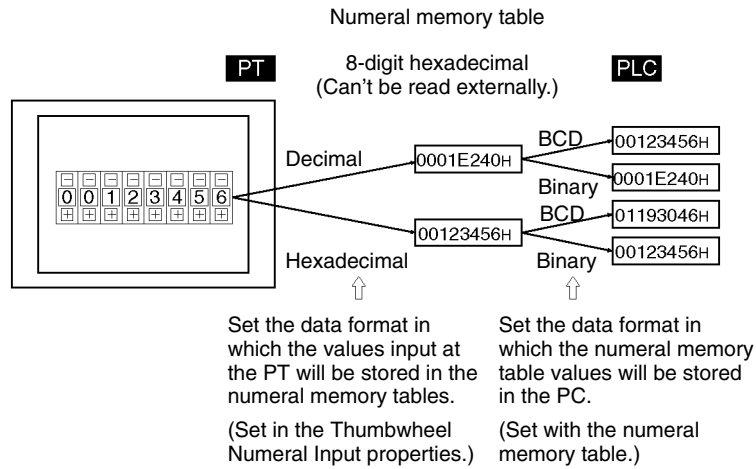 Numeral memory table
PT
8-digit hexadecimal
(Can't be read externally.)
PLC
Decimal
0001E240H
BCD
00123456H
Binary
0001E240H
0 0 1 2 3 4 5 6
Hexadecimal
00123456H
BCD
01193046H
Binary
00123456H
Set the data format in
which the values input at
the PT will be stored in the
numeral memory tables.
(Set in the Thumbwheel
Numeral Input properties.)
Set the data format in
which the numeral memory
table values will be stored
in the PC.
(Set with the numeral
memory table.)